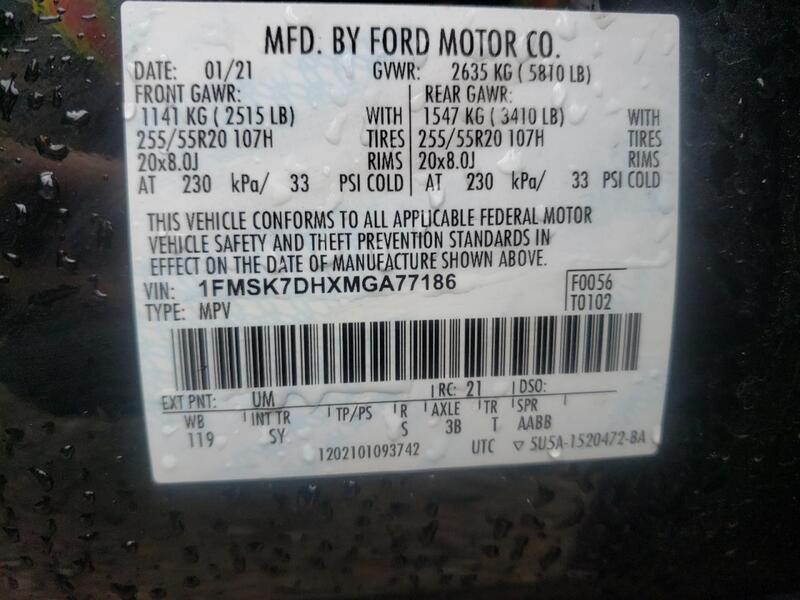 MFD. BY FORD MOTOR CO.
DATE: 01/21 GVWR: 2635 KG ( 5810 LB)
FRONT GAWR: REAR GAWR:
1141 KG ( 2515 LB) WITH 1547 KG ( 3410 LB) WITH
255/55R20 107H TIRES 255/55R20 107H TIRES
20x8.0J RIMS 20x8.0J RIMS
AT 230 kPa/ 33 PSI COLD AT 230 kPa/ 33 PSI COLD
THIS VEHICLE CONFORMS TO ALL APPLICABLE FEDERAL MOTOR
VEHICLE SAFETY AND THEFT PREVENTION STANDARDS IN
EFFECT ON THE DATE OF MANUFACTURE SHOWN ABOVE.
VIN: 1FMSK7DHXMGA77186 F0056
TYPE: MPV T0102
EXT PNT: UM RC: 21 DSO:
WB INT TR TP/PS R AXLE TR SPR
119 SY S 3B T AABB
1202101093742 UTC ▽ SU5A-1520472-BA